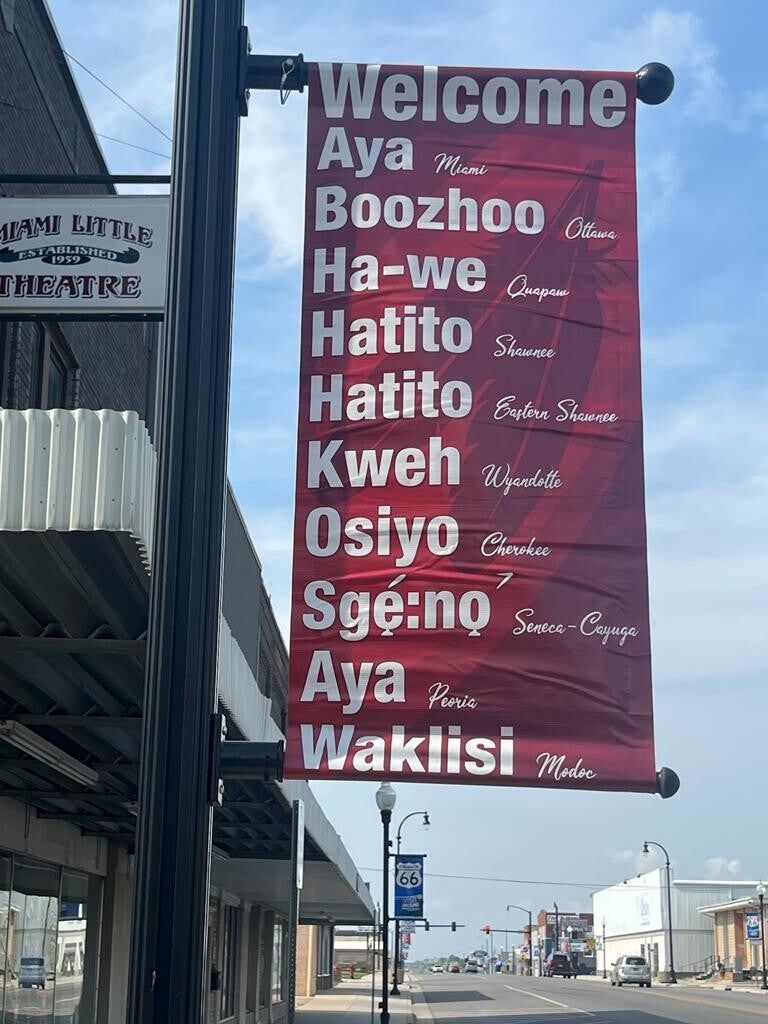 Welcome
Aya Miami
Boozhoo Ottawa
Ha-we Quapaw
Hatito Shawnee
Hatito Eastern Shawnee
Kweh Wyandotte
Osiyo Cherokee
Sgę́:nǫʼ Seneca-Cayuga
Aya Peoria
Waklisi Modoc
MIAMI LITTLE
ESTABLISHED
1959
THEATRE
66